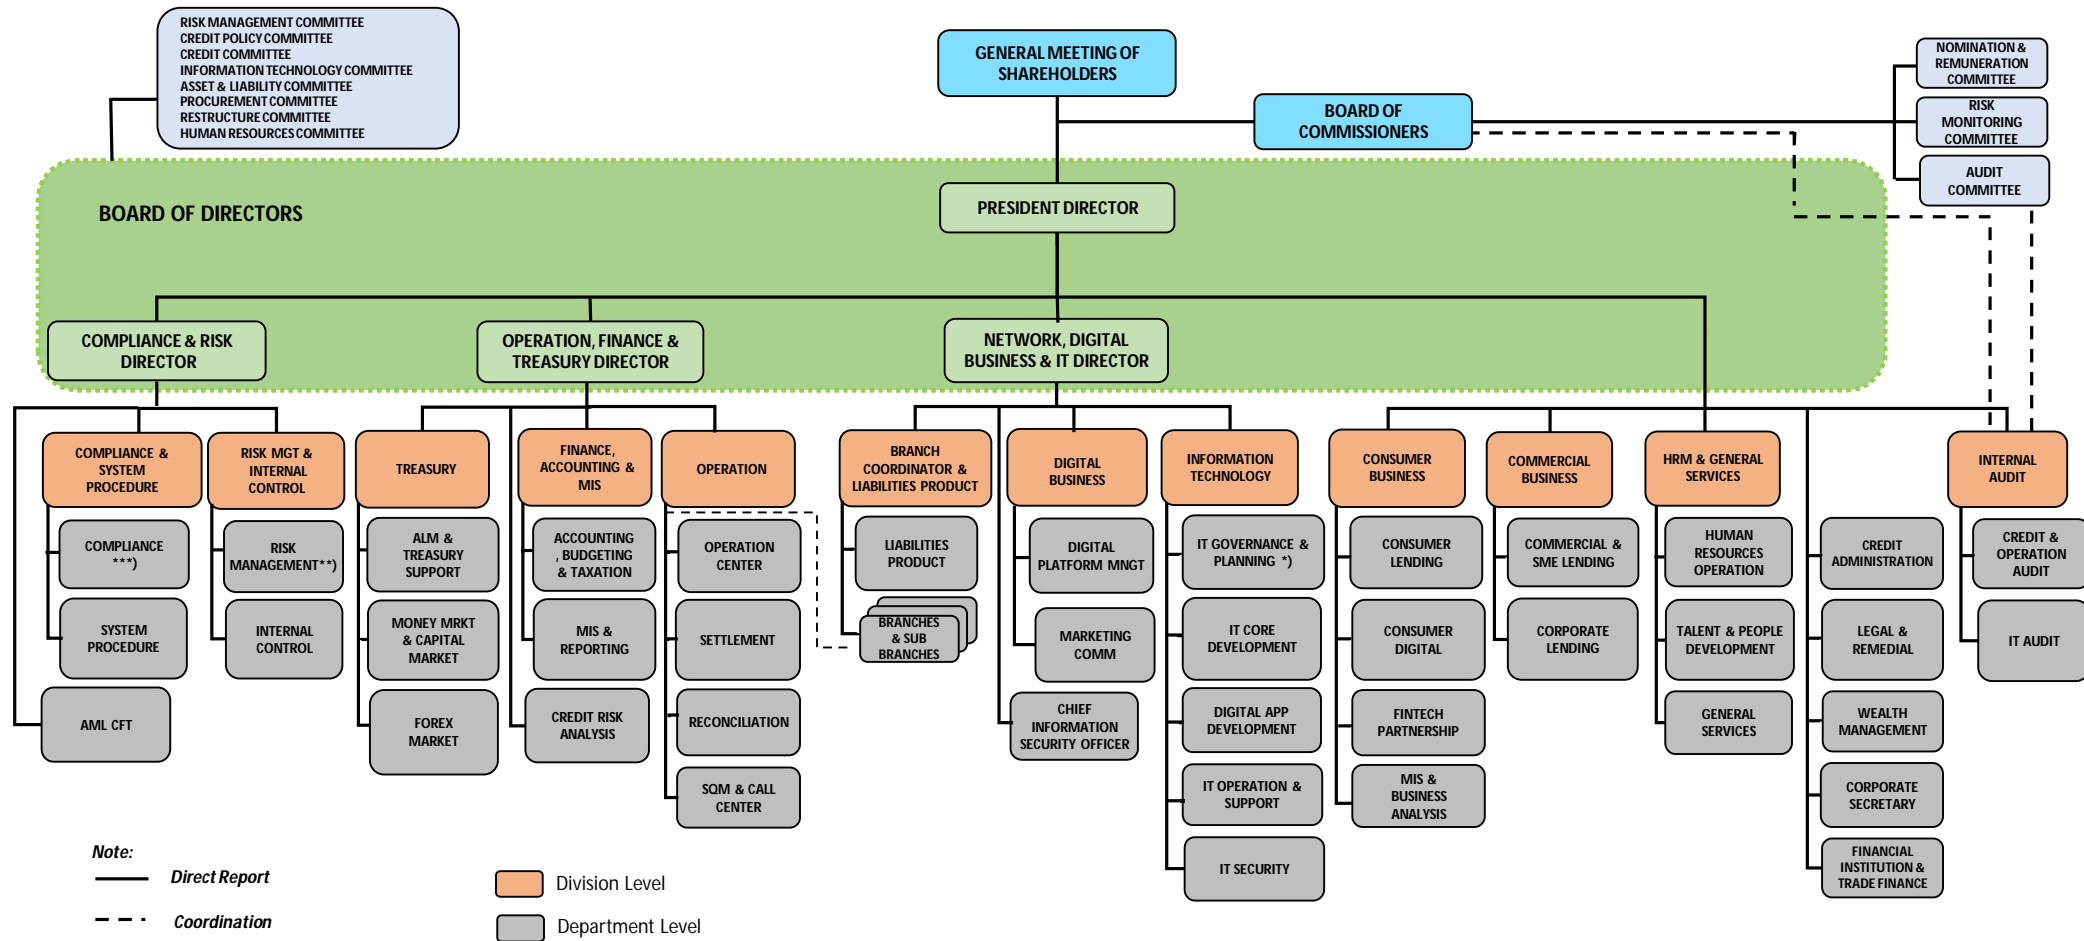 RISK MANAGEMENT COMMITTEE
CREDIT POLICY COMMITTEE
CREDIT COMMITTEE
INFORMATION TECHNOLOGY COMMITTEE
ASSET & LIABILITY COMMITTEE
PROCUREMENT COMMITTEE
RESTRUCTURE COMMITTEE
HUMAN RESOURCES COMMITTEE
GENERAL MEETING OF
SHAREHOLDERS
BOARD OF
COMMISSIONERS
NOMINATION &
REMUNERATION
COMMITTEE
RISK
MONITORING
COMMITTEE
AUDIT
COMMITTEE
BOARD OF DIRECTORS
PRESIDENT DIRECTOR
COMPLIANCE & RISK
DIRECTOR
OPERATION, FINANCE &
TREASURY DIRECTOR
NETWORK, DIGITAL
BUSINESS & IT DIRECTOR
COMPLIANCE &
SYSTEM
PROCEDURE
RISK MGT &
INTERNAL
CONTROL
TREASURY
FINANCE,
ACCOUNTING &
MIS
OPERATION
BRANCH
COORDINATOR &
LIABILITIES PRODUCT
DIGITAL
BUSINESS
INFORMATION
TECHNOLOGY
CONSUMER
BUSINESS
COMMERCIAL
BUSINESS
HRM & GENERAL
SERVICES
INTERNAL
AUDIT
COMPLIANCE
***)
RISK
MANAGEMENT**)
ALM &
TREASURY
SUPPORT
ACCOUNTING
, BUDGETING
& TAXATION
OPERATION
CENTER
LIABILITIES
PRODUCT
DIGITAL
PLATFORM MNGT
IT GOVERNANCE &
PLANNING *)
CONSUMER
LENDING
COMMERCIAL &
SME LENDING
HUMAN
RESOURCES
OPERATION
CREDIT
ADMINISTRATION
CREDIT &
OPERATION
AUDIT
SYSTEM
PROCEDURE
INTERNAL
CONTROL
MONEY MRKT
& CAPITAL
MARKET
MIS &
REPORTING
SETTLEMENT
BRANCHES
& SUB
BRANCHES
MARKETING
COMM
IT CORE
DEVELOPMENT
CONSUMER
DIGITAL
CORPORATE
LENDING
TALENT & PEOPLE
DEVELOPMENT
LEGAL &
REMEDIAL
IT AUDIT
AML CFT
FOREX
MARKET
CREDIT RISK
ANALYSIS
RECONCILIATION
CHIEF
INFORMATION
SECURITY OFFICER
DIGITAL APP
DEVELOPMENT
FINTECH
PARTNERSHIP
GENERAL
SERVICES
WEALTH
MANAGEMENT
SQM & CALL
CENTER
IT OPERATION &
SUPPORT
MIS &
BUSINESS
ANALYSIS
CORPORATE
SECRETARY
IT SECURITY
FINANCIAL
INSTITUTION &
TRADE FINANCE
Note:
Direct Report
Coordination
Division Level
Department Level